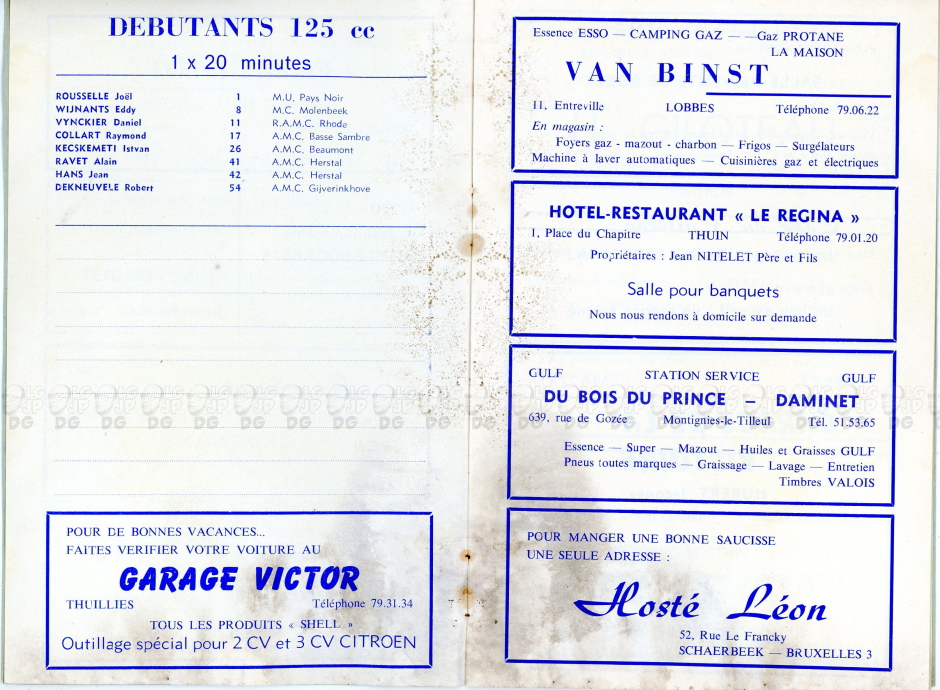 DEBUTANTS 125 cc
1 x 20 minutes
ROUSSELLE Joël 1 M.U. Pays Noir
WIJNANTS Eddy 8 M.C. Molenbeek
VYNCKIER Daniel 11 R.A.M.C. Rhode
COLLART Raymond 17 A.M.C. Basse Sambre
KECSKEMETI Istvan 26 A.M.C. Beaumont
RAVET Alain 41 A.M.C. Herstal
HANS Jean 42 A.M.C. Herstal
DEKNEUVELE Robert 54 A.M.C. Gijverinkhove
POUR DE BONNES VACANCES...
FAITES VERIFIER VOTRE VOITURE AU
GARAGE VICTOR
THUILLIES Téléphone 79.31.34
TOUS LES PRODUITS « SHELL »
Outillage spécial pour 2 CV et 3 CV CITROEN
Essence ESSO — CAMPING GAZ — —Gaz PROTANE
LA MAISON
VAN BINST
11, Entreville LOBBES Téléphone 79.06.22
En magasin :
Foyers gaz - mazout - charbon — Frigos — Surgélateurs
Machine à laver automatiques — Cuisinières gaz et électriques
HOTEL-RESTAURANT « LE REGINA »
1, Place du Chapitre THUIN Téléphone 79.01.20
Propriétaires : Jean NITELET Père et Fils
Salle pour banquets
Nous nous rendons à domicile sur demande
GULF STATION SERVICE GULF
DU BOIS DU PRINCE — DAMINET
639, rue de Gozée Montignies-le-Tilleul Tél. 51.53.65
Essence — Super — Mazout — Huiles et Graisses GULF
Pneus toutes marques — Graissage — Lavage — Entretien
Timbres VALOIS
POUR MANGER UNE BONNE SAUCISSE
UNE SEULE ADRESSE :
Hosté Léon
52, Rue Le Francky
SCHAERBEEK — BRUXELLES 3